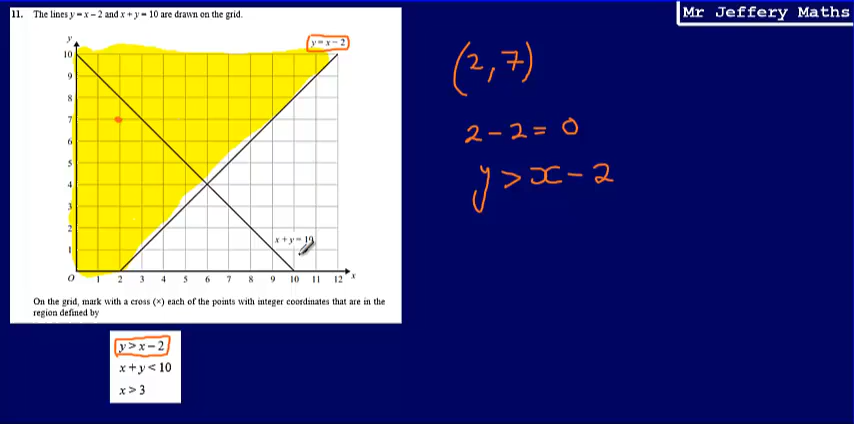 Mr Jeffery Maths
11. The lines y = x – 2 and x + y = 10 are drawn on the grid.
y
y = x – 2
10
9
8
7
6
5
4
3
2
1
x + y = 10
O 1 2 3 4 5 6 7 8 9 10 11 12 x
On the grid, mark with a cross (×) each of the points with integer coordinates that are in the
region defined by
y > x – 2
x + y < 10
x > 3
(2, 7)
2 – 2 = 0
y > x – 2